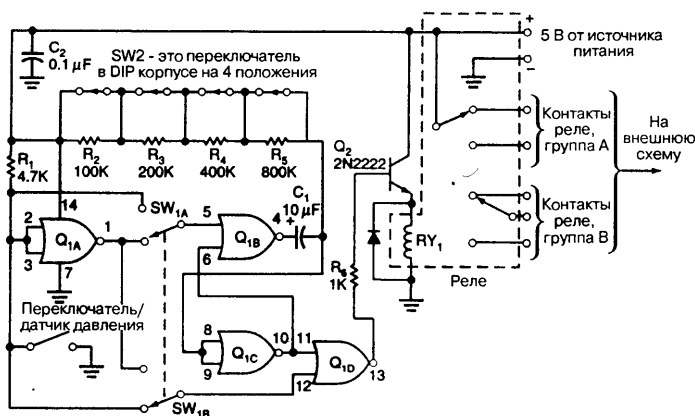 C2
0.1 µF
SW2 - это переключатель
в DIP корпусе на 4 положения
+
5 В от источника
питания
−
R1
4.7K
R2
100K
R3
200K
R4
400K
R5
800K
Q2
2N2222
Контакты
реле,
группа А
На
внешнюю
схему
14
SW1A
C1
10 µF
2
3
Q1A
1
7
5
6
Q1B
4
+
Контакты
реле,
группа В
RY1
R6
1K
Реле
Переключатель/
датчик давления
8
9
Q1C
10
11
12
Q1D
13
SW1B